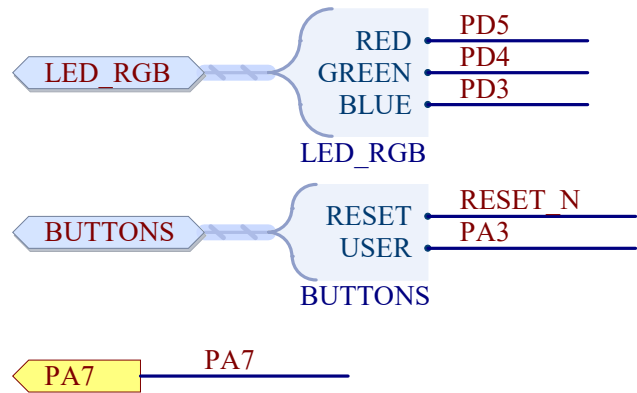 RED PD5
LED_RGB GREEN PD4
BLUE PD3
LED_RGB
RESET RESET_N
BUTTONS USER PA3
BUTTONS
PA7 PA7